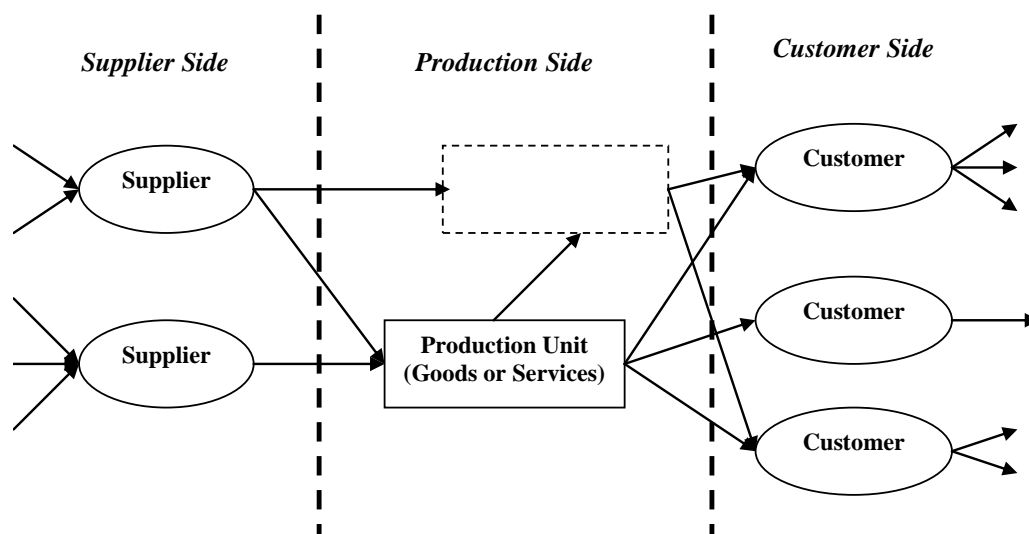 Supplier Side
Production Side
Customer Side
Supplier
Customer
Supplier
Production Unit
(Goods or Services)
Customer
Customer